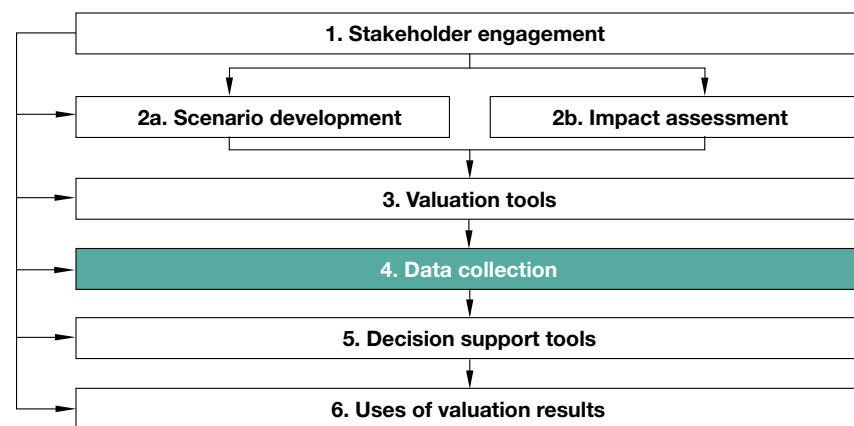 1. Stakeholder engagement
2a. Scenario development
2b. Impact assessment
3. Valuation tools
4. Data collection
5. Decision support tools
6. Uses of valuation results